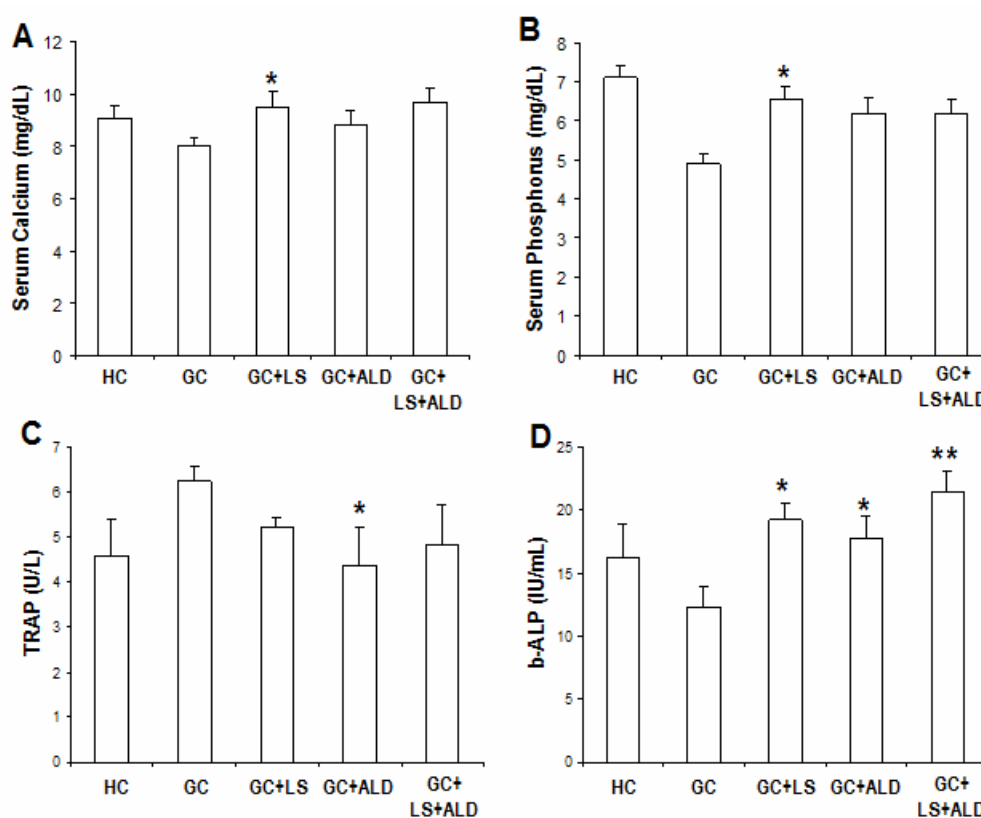 A
Serum Calcium (mg/dL)
12
10
8
6
4
2
0
*
HC GC GC+LS GC+ALD GC+
LS+ALD
B
Serum Phosphorus (mg/dL)
8
7
6
5
4
3
2
1
0
*
HC GC GC+LS GC+ALD GC+
LS+ALD
C
TRAP (U/L)
7
6
5
4
3
2
1
0
*
HC GC GC+LS GC+ALD GC+
LS+ALD
D
b-ALP (IU/mL)
25
20
15
10
5
0
* * **
HC GC GC+LS GC+ALD GC+
LS+ALD